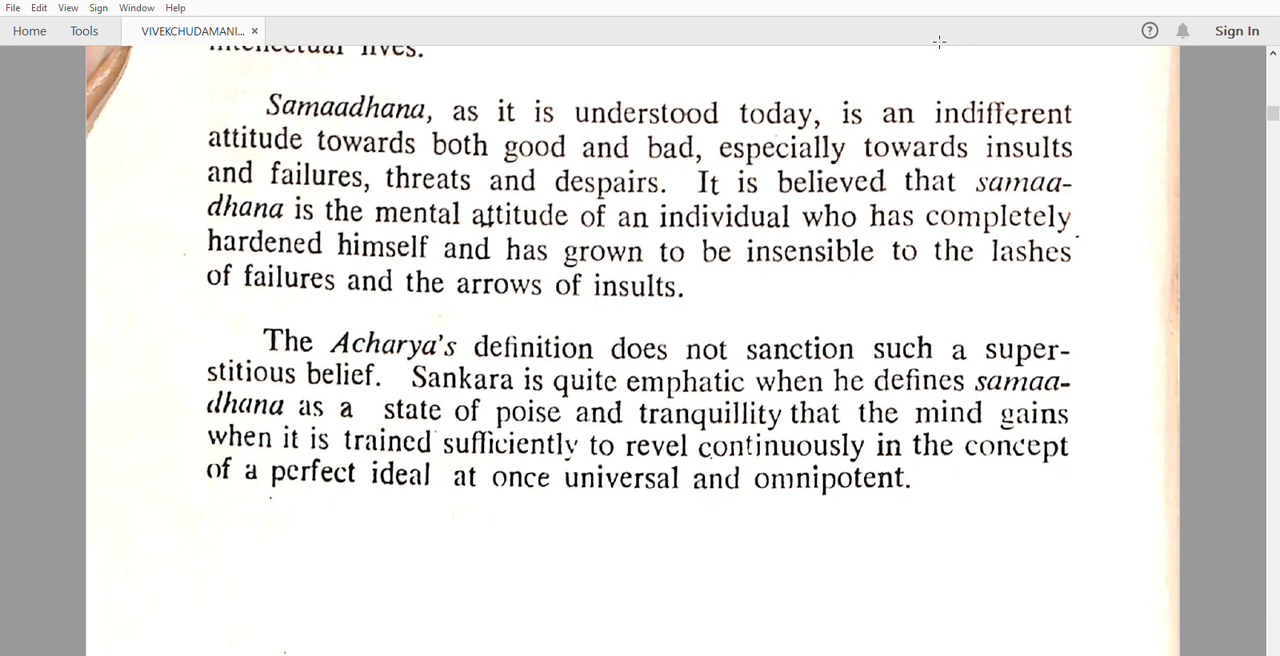 File Edit View Sign Window Help
Home Tools VIVEKCHUDAMANI... × ? Sign In
intellectual lives.
Samaadhana, as it is understood today, is an indifferent
attitude towards both good and bad, especially towards insults
and failures, threats and despairs. It is believed that samaa-
dhana is the mental attitude of an individual who has completely
hardened himself and has grown to be insensible to the lashes
of failures and the arrows of insults.
The Acharya's definition does not sanction such a super-
stitious belief. Sankara is quite emphatic when he defines samaa-
dhana as a state of poise and tranquillity that the mind gains
when it is trained sufficiently to revel continuously in the concept
of a perfect ideal at once universal and omnipotent.